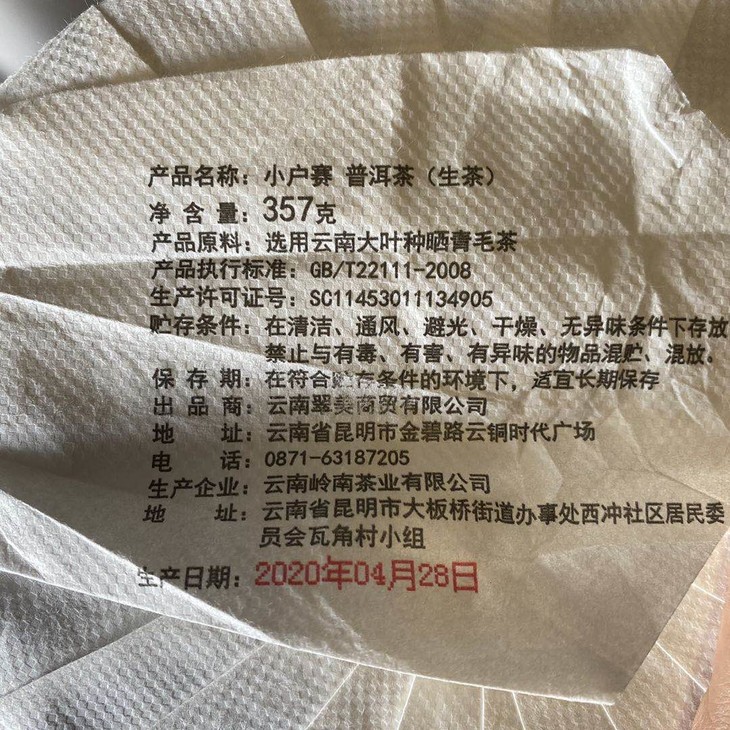 产品名称：小户赛 普洱茶（生茶）
净 含 量：357克
产品原料：选用云南大叶种晒青毛茶
产品执行标准：GB/T22111-2008
生产许可证号：SC11453011134905
贮存条件：在清洁、通风、避光、干燥、无异味条件下存放
禁止与有毒、有害、有异味的物品混贮、混放。
保 存 期：在符合贮存条件的环境下，适宜长期保存
出 品 商：云南翠美商贸有限公司
地 址：云南省昆明市金碧路云铜时代广场
电 话：0871-63187205
生产企业：云南岭南茶业有限公司
地 址：云南省昆明市大板桥街道办事处西冲社区居民委
员会瓦角村小组
生产日期：2020年04月28日